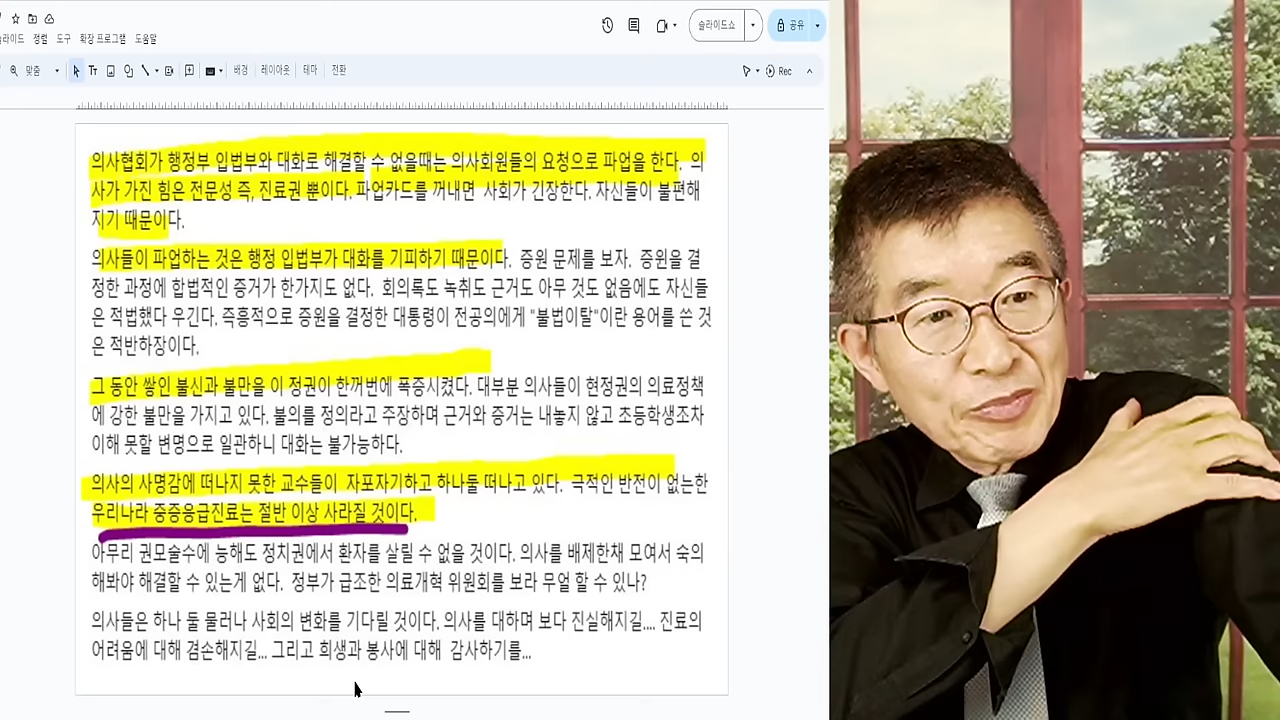 슬라이드쇼
공유
라이드 정렬 도구 확장 프로그램 도움말
맞춤
배경 레이아웃 테마 전환
Rec
의사협회가 행정부 입법부와 대화로 해결할 수 없을때는 의사회원들의 요청으로 파업을 한다. 의
사가 가진 힘은 전문성 즉, 진료권 뿐이다. 파업카드를 꺼내면 사회가 긴장한다. 자신들이 불편해
지기 때문이다.
의사들이 파업하는 것은 행정 입법부가 대화를 기피하기 때문이다. 증원 문제를 보자. 증원을 결
정한 과정에 합법적인 증거가 한가지도 없다. 회의록도 녹취도 근거도 아무 것도 없음에도 자신들
은 적법했다 우긴다. 즉흥적으로 증원을 결정한 대통령이 전공의에게 "불법이탈"이란 용어를 쓴 것
은 적반하장이다.
그 동안 쌓인 불신과 불만을 이 정권이 한꺼번에 폭증시켰다. 대부분 의사들이 현정권의 의료정책
에 강한 불만을 가지고 있다. 불의를 정의라고 주장하며 근거와 증거는 내놓지 않고 초등학생조차
이해 못할 변명으로 일관하니 대화는 불가능하다.
의사의 사명감에 떠나지 못한 교수들이 자포자기하고 하나둘 떠나고 있다. 극적인 반전이 없는한
우리나라 중증응급진료는 절반 이상 사라질 것이다.
아무리 권모술수에 능해도 정치권에서 환자를 살릴 수 없을 것이다. 의사를 배제한채 모여서 숙의
해봐야 해결할 수 있는게 없다. 정부가 급조한 의료개혁 위원회를 보라 무얼 할 수 있나?
의사들은 하나 둘 물러나 사회의 변화를 기다릴 것이다. 의사를 대하며 보다 진실해지길.... 진료의
어려움에 대해 겸손해지길... 그리고 희생과 봉사에 대해 감사하기를...